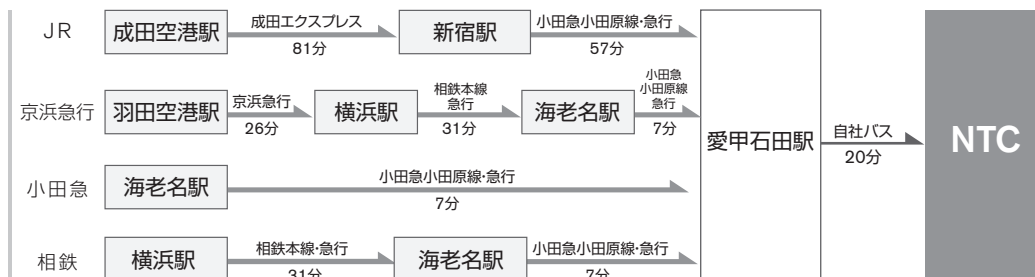 JR
成田空港駅
成田エクスプレス
81分
新宿駅
小田急小田原線・急行
57分
京浜急行
羽田空港駅
京浜急行
26分
横浜駅
相鉄本線
急行
31分
海老名駅
小田急
小田原線
急行
7分
小田急
海老名駅
小田急小田原線・急行
7分
相鉄
横浜駅
相鉄本線・急行
31分
海老名駅
小田急小田原線・急行
7分
愛甲石田駅
自社バス
20分
NTC